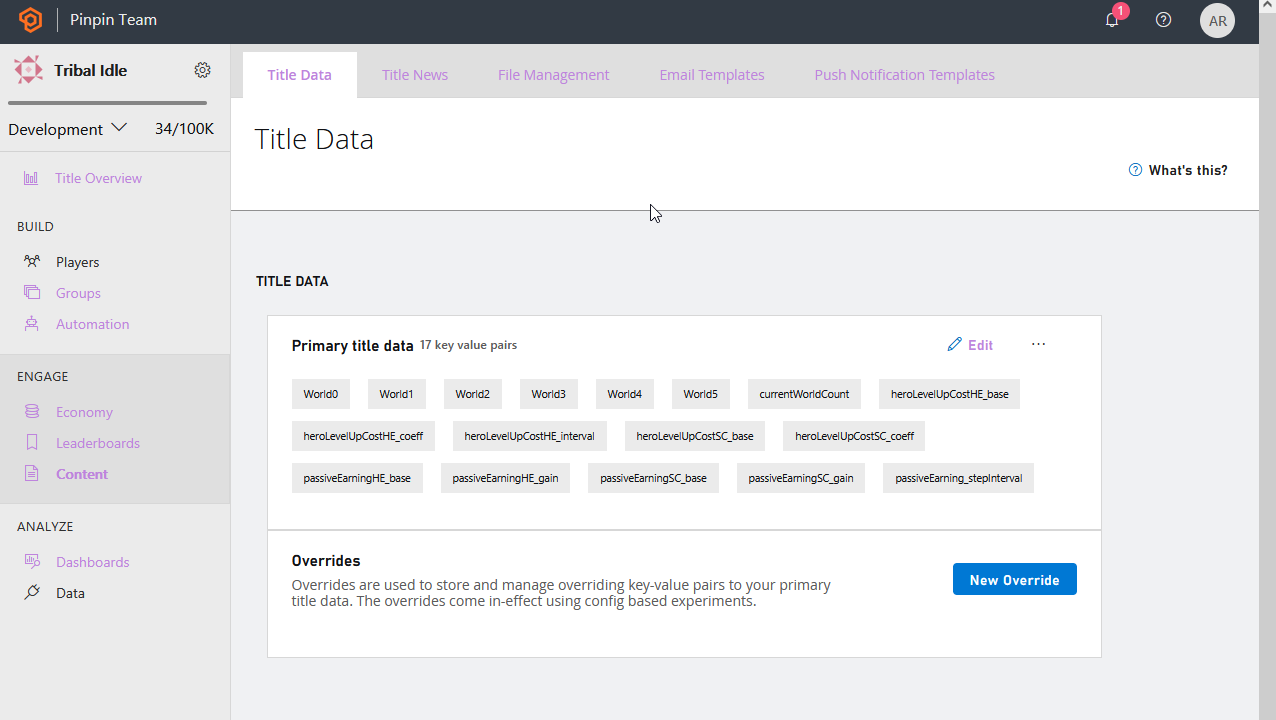 Pinpin Team
1
AR
Tribal Idle
Development 34/100K
Title Overview
BUILD
Players
Groups
Automation
ENGAGE
Economy
Leaderboards
Content
ANALYZE
Dashboards
Data
Title Data Title News File Management Email Templates Push Notification Templates
Title Data
What's this?
TITLE DATA
Primary title data 17 key value pairs Edit ...
World0 World1 World2 World3 World4 World5 currentWorldCount heroLevelUpCostHE_base
heroLevelUpCostHE_coeff heroLevelUpCostHE_interval heroLevelUpCostSC_base heroLevelUpCostSC_coeff
passiveEarningHE_base passiveEarningHE_gain passiveEarningSC_base passiveEarningSC_gain passiveEarning_stepInterval
Overrides
Overrides are used to store and manage overriding key-value pairs to your primary
title data. The overrides come in-effect using config based experiments.
New Override